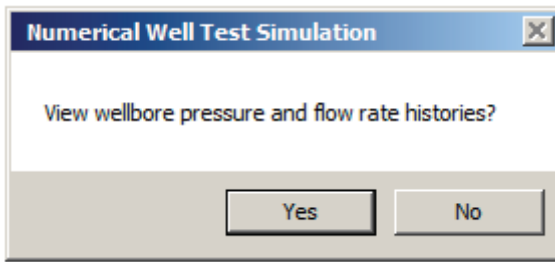 Numerical Well Test Simulation
View wellbore pressure and flow rate histories?
Yes No